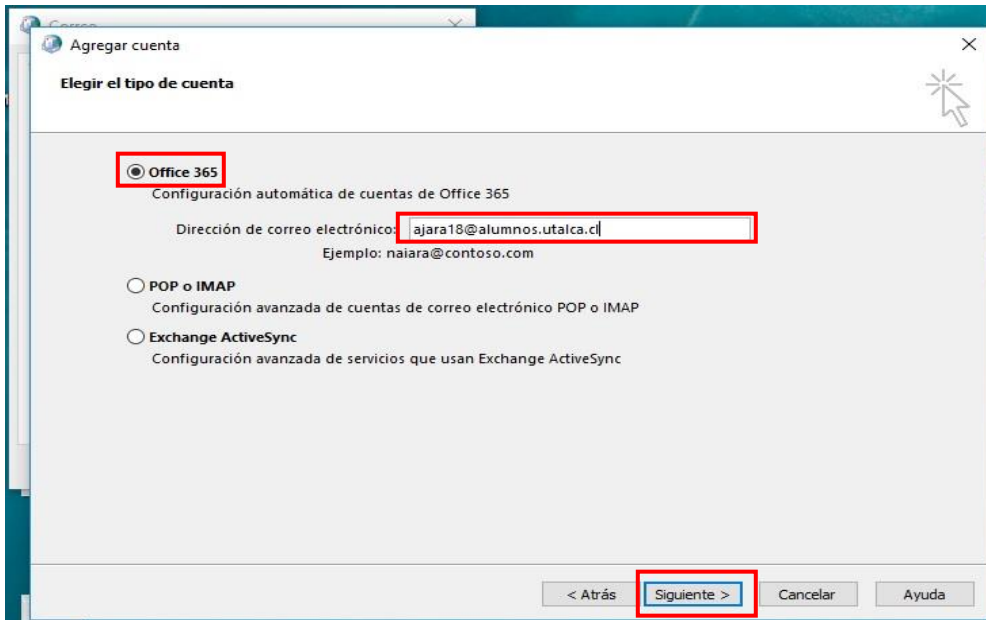 Correo
Agregar cuenta
Elegir el tipo de cuenta
Office 365
Configuración automática de cuentas de Office 365
Dirección de correo electrónico: ajara18@alumnos.utalca.cl
Ejemplo: naiara@contoso.com
POP o IMAP
Configuración avanzada de cuentas de correo electrónico POP o IMAP
Exchange ActiveSync
Configuración avanzada de servicios que usan Exchange ActiveSync
< Atrás Siguiente > Cancelar Ayuda